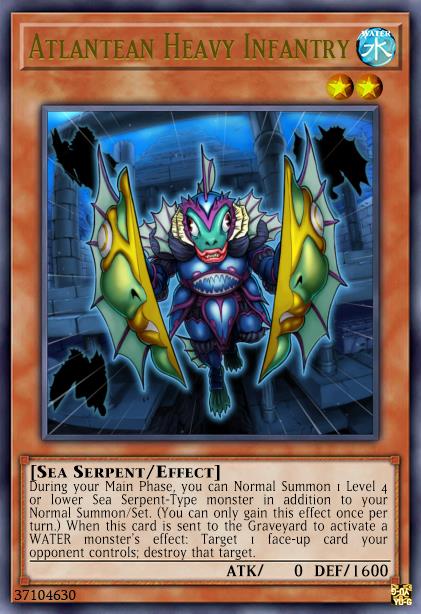 ATLANTEAN HEAVY INFANTRY
WATER
水
[SEA SERPENT/EFFECT]
During your Main Phase, you can Normal Summon 1 Level 4
or lower Sea Serpent-Type monster in addition to your
Normal Summon/Set. (You can only gain this effect once per
turn.) When this card is sent to the Graveyard to activate a
WATER monster's effect: Target 1 face-up card your
opponent controls; destroy that target.
ATK/ 0 DEF/1600
37104630